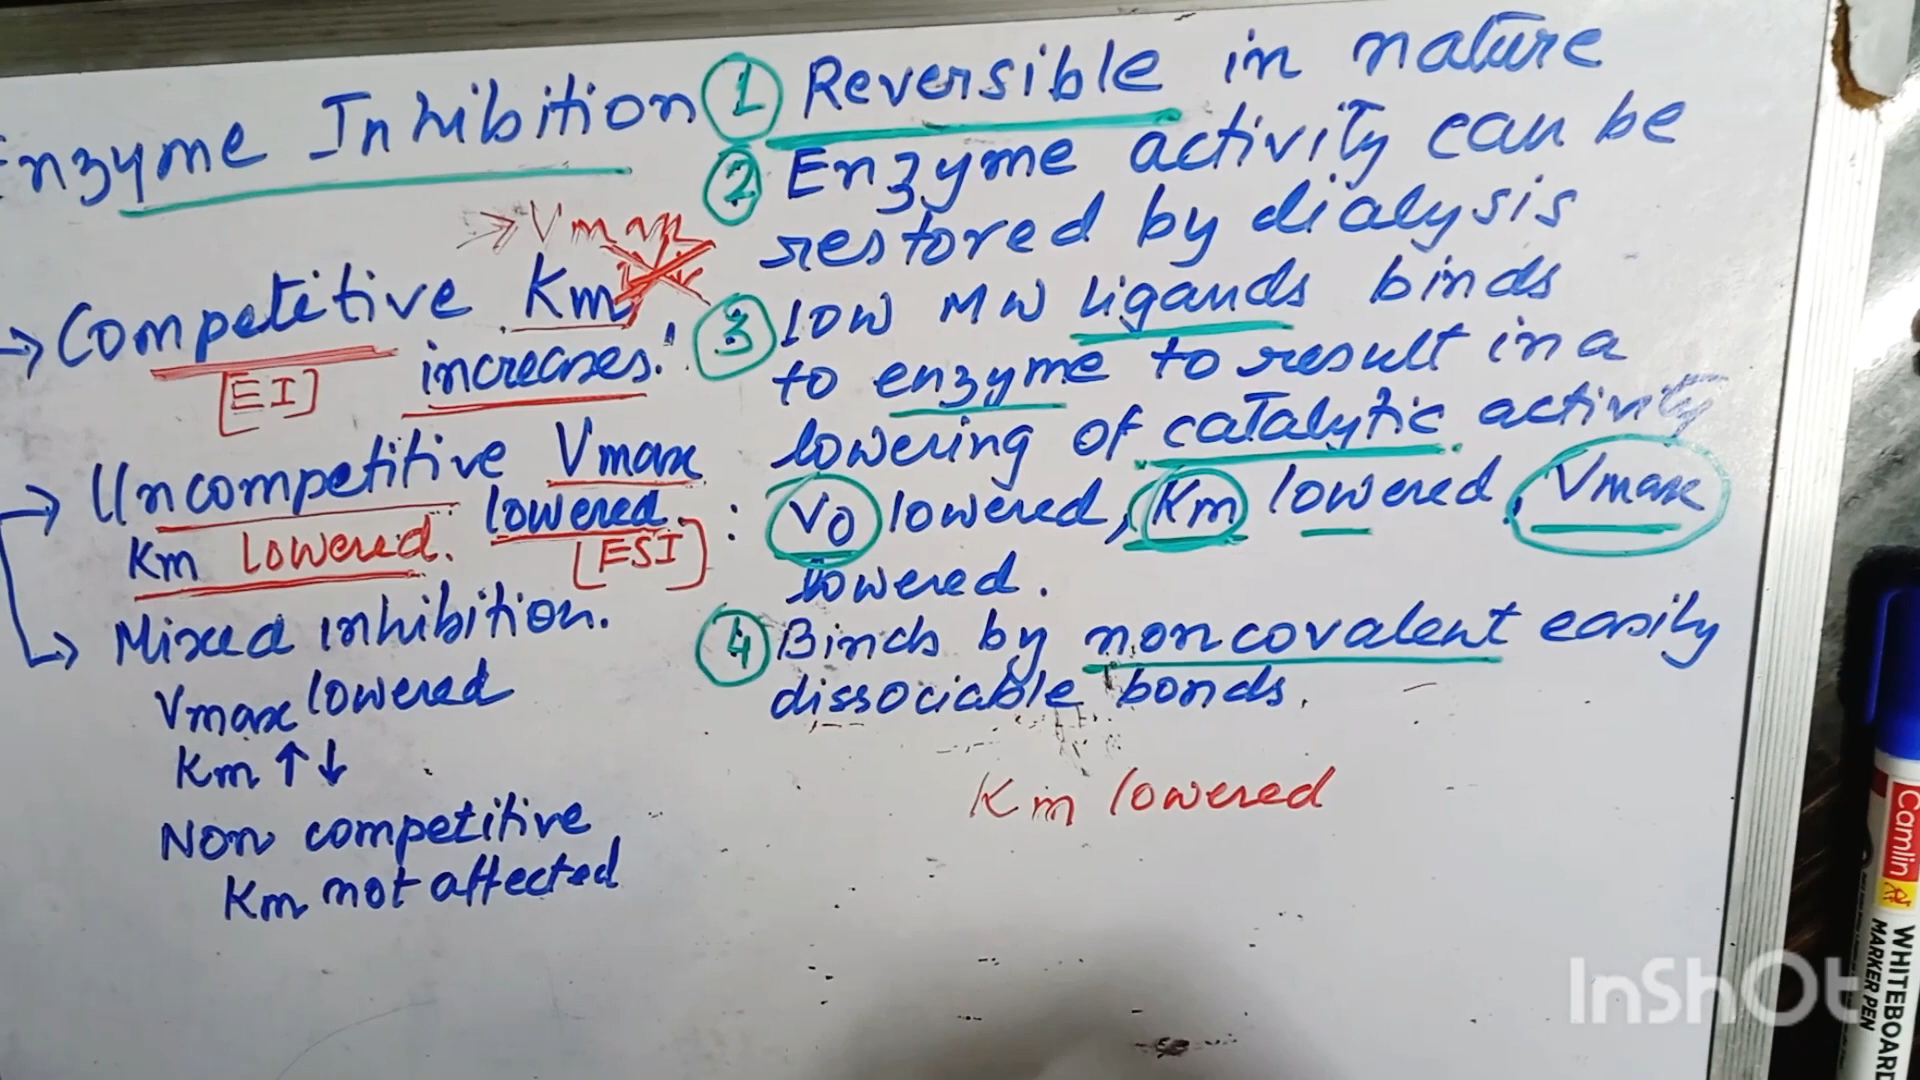 Enzyme Inhibition
→ Vmax
→ Competitive Km
[EI] increases.
→ Uncompetitive Vmax
Km lowered. lowered.
[ESI]
→ Mixed inhibition.
Vmax lowered
Km ↑↓
Non competitive
Km not affected
① Reversible in nature
② Enzyme activity can be
restored by dialysis
③ Low MW ligands binds
to enzyme to result in a
lowering of catalytic activity
: Vo lowered, Km lowered, Vmax
lowered.
④ Binds by noncovalent easily
dissociable bonds.
Km lowered
Camlin
WHITEBOARD
MARKER PEN
InShOt